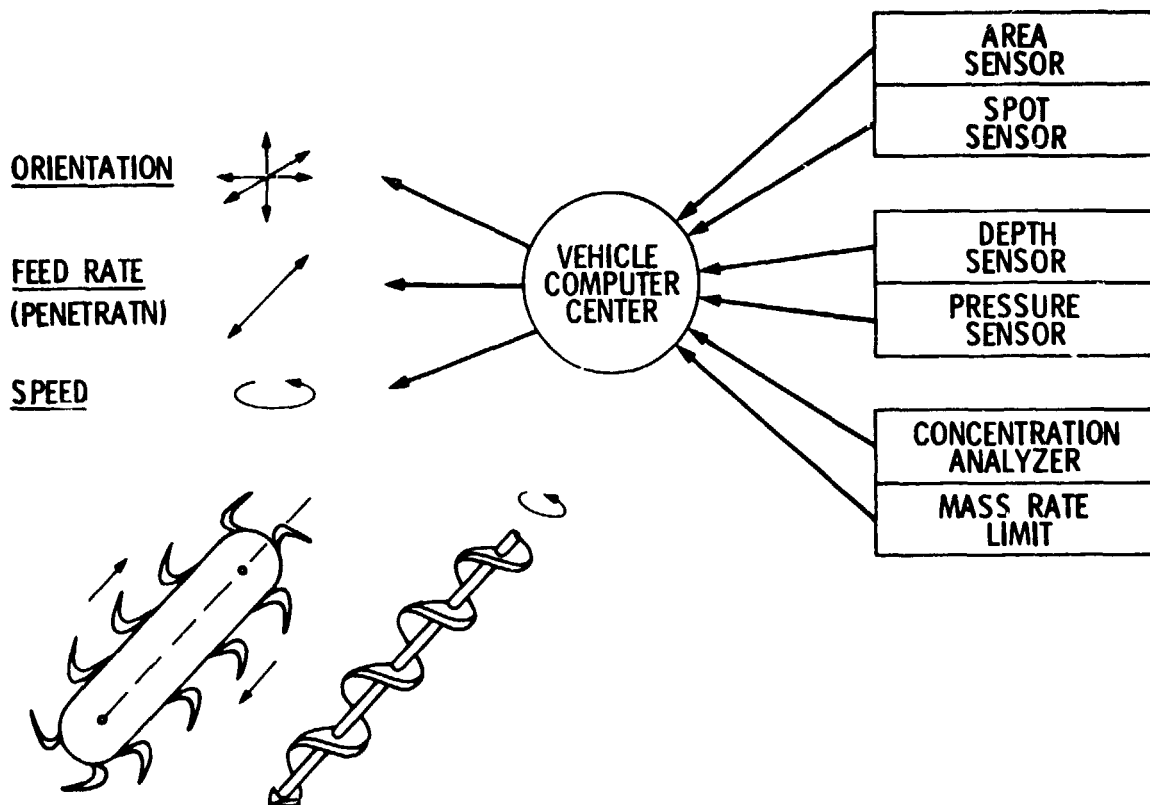 ORIENTATION
FEED RATE
(PENETRATN)
SPEED
VEHICLE
COMPUTER
CENTER
AREA
SENSOR
SPOT
SENSOR
DEPTH
SENSOR
PRESSURE
SENSOR
CONCENTRATION
ANALYZER
MASS RATE
LIMIT